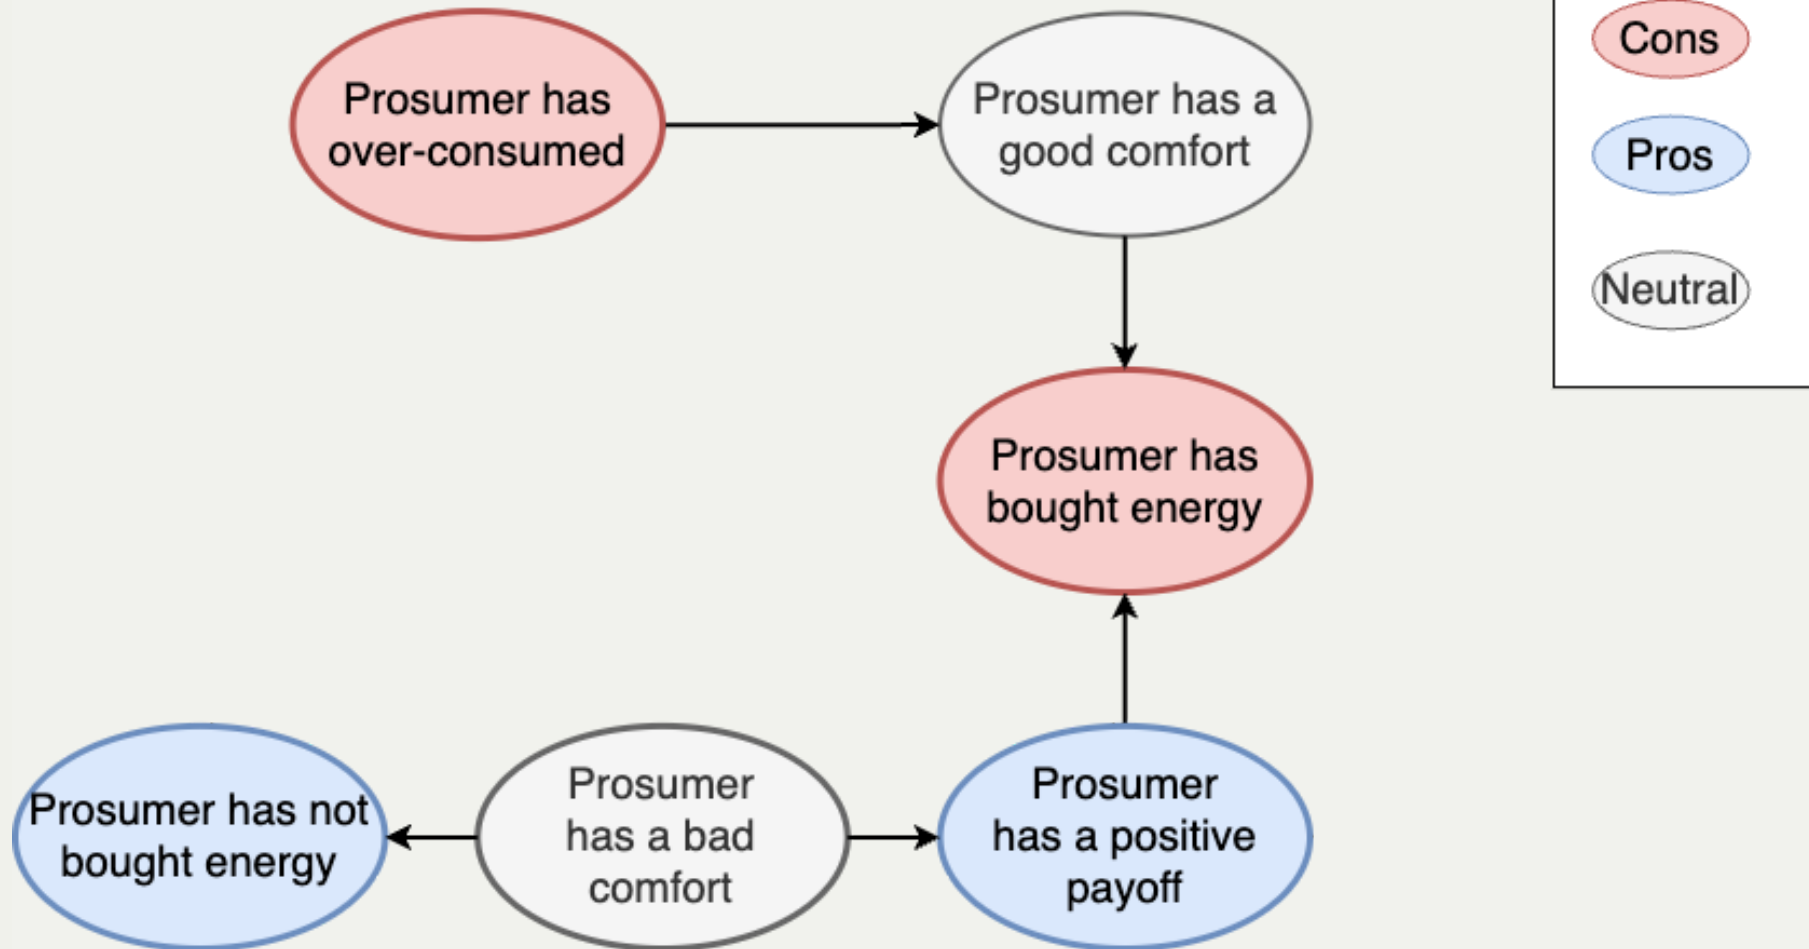 Prosumer has
over-consumed
Prosumer has a
good comfort
Cons
Pros
Neutral
Prosumer has
bought energy
Prosumer has not
bought energy
Prosumer
has a bad
comfort
Prosumer
has a positive
payoff